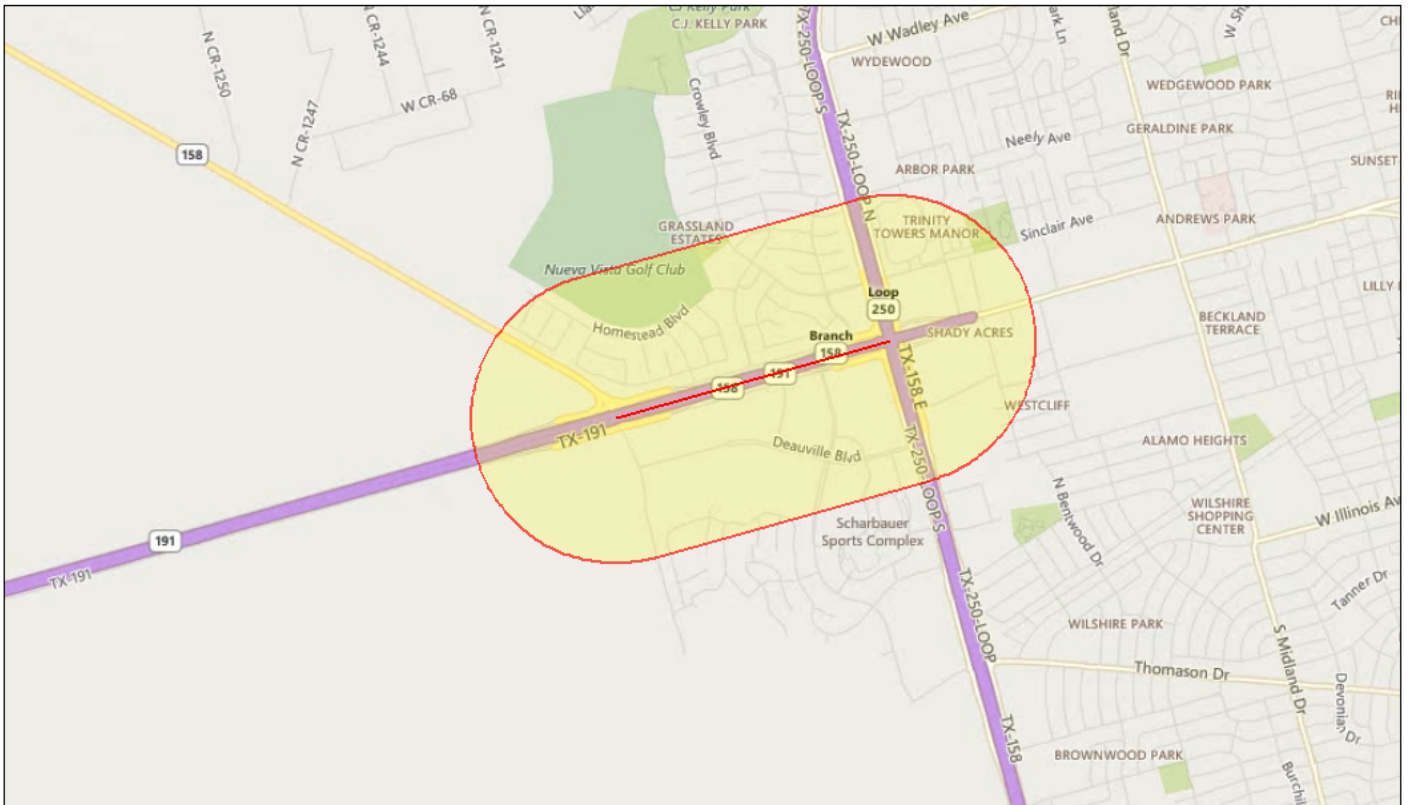 C.J. KELLY PARK
N CR-1250
N CR-1244
N CR-1241
W CR-68
N CR-1247
158
Crowley Blvd
TX-250-LOOP S
TX-250-LOOP N
W Wadley Ave
WYDEWOOD
WEDGEWOOD PARK
GERALDINE PARK
Neely Ave
ARBOR PARK
SUNSET
ANDREWS PARK
Sinclair Ave
TRINITY
TOWERS MANOR
GRASSLAND
ESTATES
Nueva Vista Golf Club
Homestead Blvd
Loop
250
Branch
158
191
158
SHADY ACRES
BECKLAND
TERRACE
TX-158 E
WESTCLIFF
TX-191
Deauville Blvd
TX-250-LOOP S
ALAMO HEIGHTS
N Bentwood Dr
WILSHIRE
SHOPPING
CENTER
W Illinois Av
Scharbauer
Sports Complex
191
TX-191
TX-250-LOOP
WILSHIRE PARK
Tanner Dr
Thomason Dr
S Midland Dr
Devonian Dr
TX-158
BROWNWOOD PARK